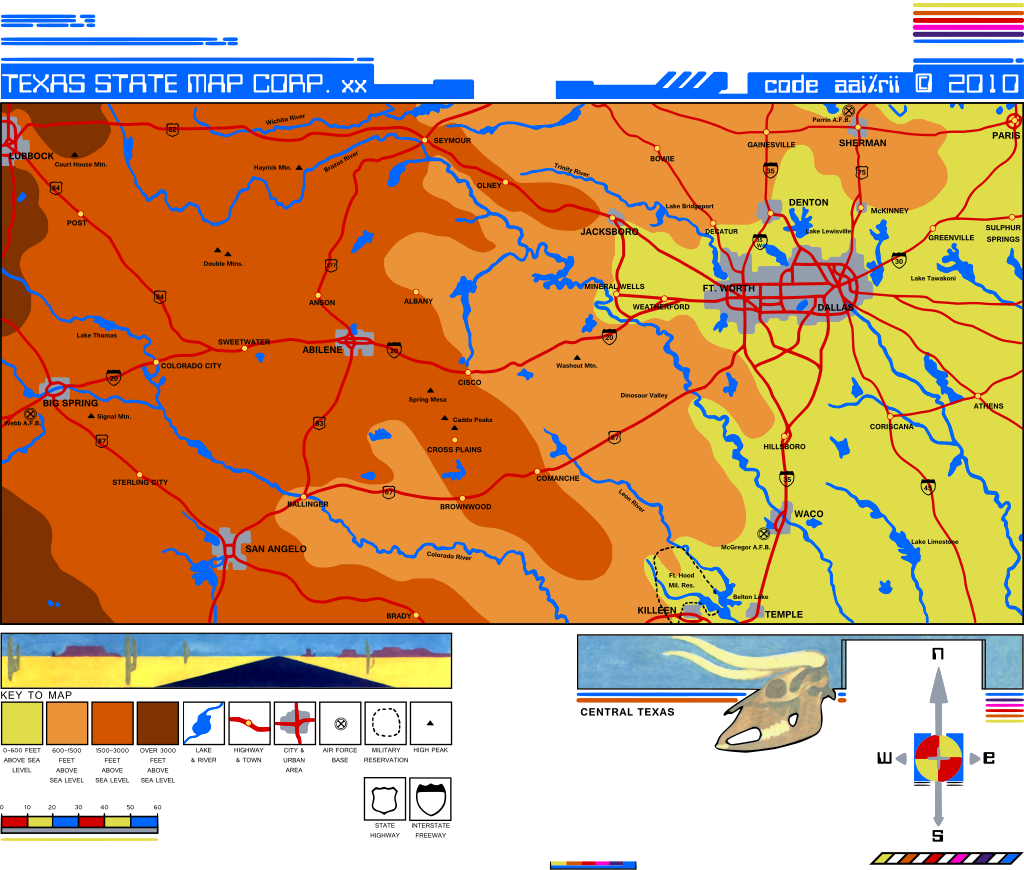 TEXAS STATE MAP CORP. xx
code aai%rii © 2010
Wichita River
82
SEYMOUR
Perrin A.F.B.
GAINESVILLE
SHERMAN
PARIS
LUBBOCK
Court House Mtn.
Hayrick Mtn.
Brazos River
BOWIE
Trinity River
35
75
84
OLNEY
POST
Lake Bridgeport
DENTON
McKINNEY
JACKSBORO
DECATUR
Lake Lewisville
GREENVILLE
SULPHUR
SPRINGS
35
W
Double Mtns.
277
30
Lake Tawakoni
84
ANSON
ALBANY
MINERAL WELLS
FT. WORTH
WEATHERFORD
DALLAS
Lake Thomas
SWEETWATER
ABILENE
20
20
COLORADO CITY
Washout Mtn.
20
CISCO
BIG SPRING
Spring Mesa
Dinosaur Valley
ATHENS
Webb A.F.B.
Signal Mtn.
Caddo Peaks
83
CORSICANA
87
CROSS PLAINS
67
HILLSBORO
STERLING CITY
COMANCHE
35
45
67
BALLINGER
BROWNWOOD
Leon River
WACO
SAN ANGELO
Colorado River
McGregor A.F.B.
Lake Limestone
Ft. Hood
Mil. Res.
Belton Lake
BRADY
KILLEEN
TEMPLE
KEY TO MAP
CENTRAL TEXAS
n
w
e
s
0-600 FEET
ABOVE SEA
LEVEL
600-1500
FEET
ABOVE
SEA LEVEL
1500-3000
FEET
ABOVE
SEA LEVEL
OVER 3000
FEET
ABOVE
SEA LEVEL
LAKE
& RIVER
HIGHWAY
& TOWN
CITY &
URBAN
AREA
AIR FORCE
BASE
MILITARY
RESERVATION
HIGH PEAK
0 10 20 30 40 50 60
STATE
HIGHWAY
INTERSTATE
FREEWAY